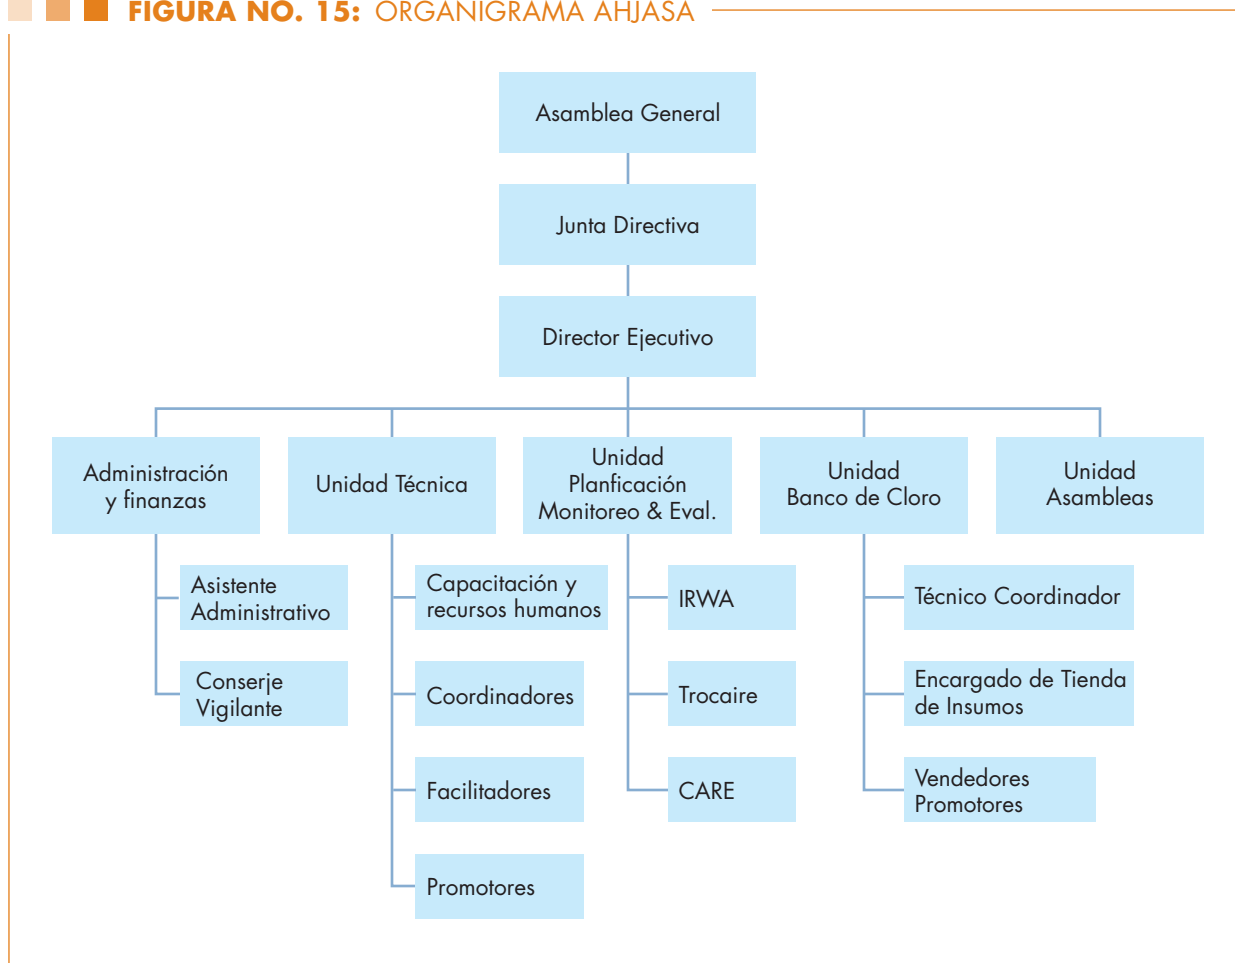 FIGURA NO. 15: ORGANIGRAMA AHJASA
Asamblea General
Junta Directiva
Director Ejecutivo
Administración
y finanzas
Unidad Técnica
Unidad
Planficación
Monitoreo & Eval.
Unidad
Banco de Cloro
Unidad
Asambleas
Asistente
Administrativo
Conserje
Vigilante
Capacitación y
recursos humanos
Coordinadores
Facilitadores
Promotores
IRWA
Trocaire
CARE
Técnico Coordinador
Encargado de Tienda
de Insumos
Vendedores
Promotores